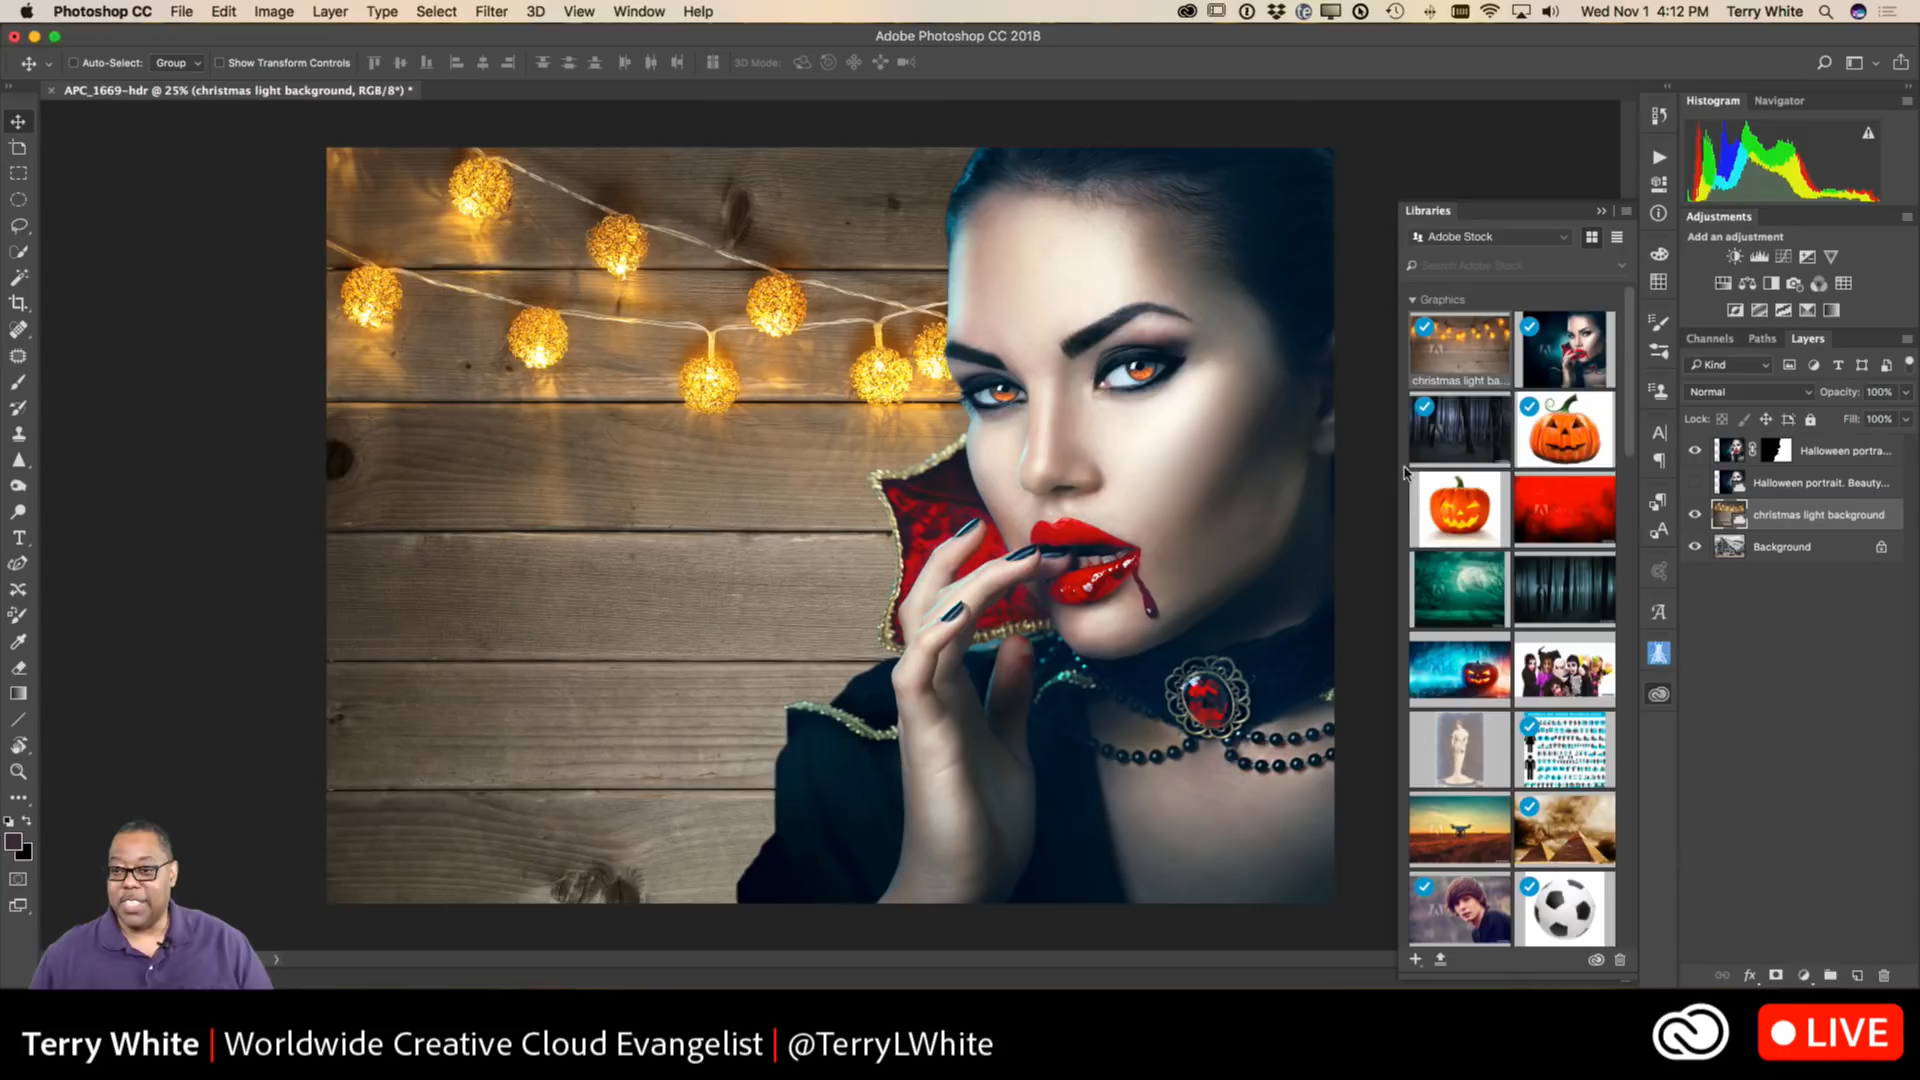 Photoshop CC File Edit Image Layer Type Select Filter 3D View Window Help Wed Nov 1 4:12 PM Terry White
Adobe Photoshop CC 2018
Auto-Select: Group Show Transform Controls 3D Mode:
APC_1669-hdr @ 25% (christmas light background, RGB/8*) *
Histogram Navigator
Libraries
Adobe Stock
Search Adobe Stock
Graphics
christmas light ba...
Adjustments
Add an adjustment
Channels Paths Layers
Kind
Normal Opacity: 100%
Lock: Fill: 100%
Halloween portra...
Halloween portrait. Beauty...
christmas light background
Background
Terry White | Worldwide Creative Cloud Evangelist | @TerryLWhite
LIVE